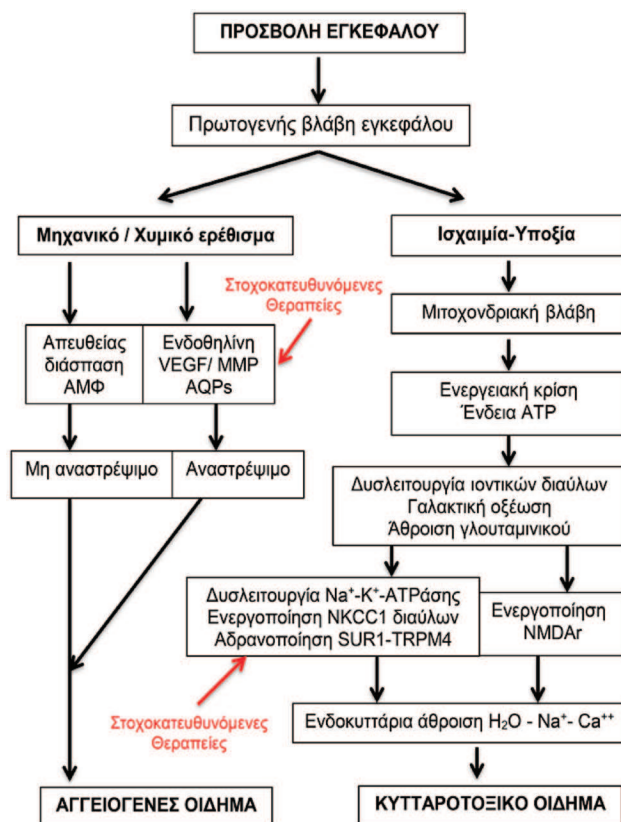 ΠΡΟΣΒΟΛΗ ΕΓΚΕΦΑΛΟΥ
Πρωτογενής βλάβη εγκεφάλου
Μηχανικό / Χυμικό ερέθισμα
Ισχαιμία-Υποξία
Στοχοκατευθυνόμενες
Θεραπείες
Μιτοχονδριακή βλάβη
Απευθείας
διάσπαση
ΑΜΦ
Ενδοθηλίνη
VEGF/ MMP
AQPs
Ενεργειακή κρίση
Ένδεια ATP
Μη αναστρέψιμο
Αναστρέψιμο
Δυσλειτουργία ιοντικών διαύλων
Γαλακτική οξέωση
Άθροιση γλουταμινικού
Δυσλειτουργία Na⁺-K⁺-ATPάσης
Ενεργοποίηση NKCC1 διαύλων
Αδρανοποίηση SUR1-TRPM4
Ενεργοποίηση
NMDAr
Στοχοκατευθυνόμενες
Θεραπείες
Ενδοκυττάρια άθροιση H₂O - Na⁺- Ca⁺⁺
ΑΓΓΕΙΟΓΕΝΕΣ ΟΙΔΗΜΑ
ΚΥΤΤΑΡΟΤΟΞΙΚΟ ΟΙΔΗΜΑ